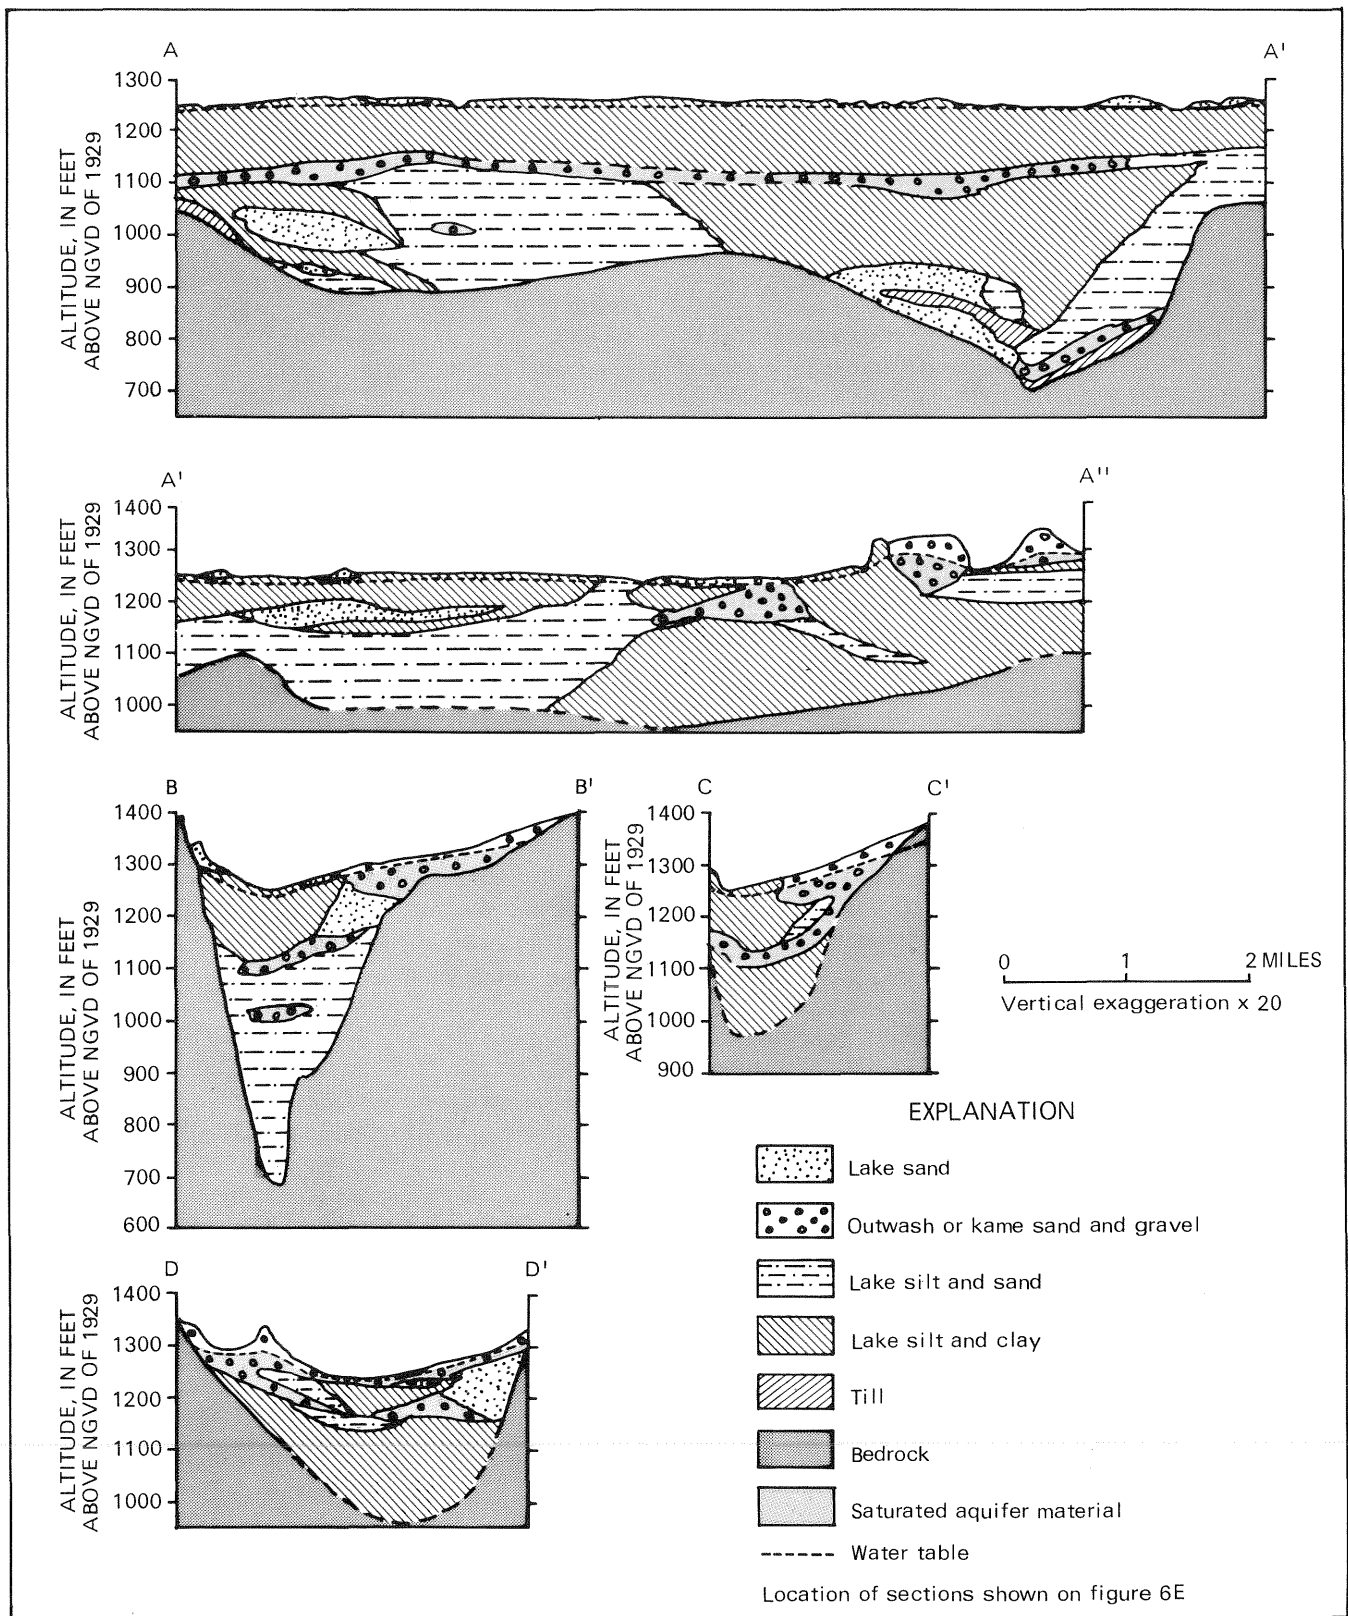 A A'
1300
1200
1100
1000
900
800
700
ALTITUDE, IN FEET
ABOVE NGVD OF 1929
A' A''
1400
1300
1200
1100
1000
ALTITUDE, IN FEET
ABOVE NGVD OF 1929
B B'
1400
1300
1200
1100
1000
900
800
700
600
ALTITUDE, IN FEET
ABOVE NGVD OF 1929
C C'
1400
1300
1200
1100
1000
900
ALTITUDE, IN FEET
ABOVE NGVD OF 1929
0 1 2 MILES
Vertical exaggeration x 20
D D'
1400
1300
1200
1100
1000
ALTITUDE, IN FEET
ABOVE NGVD OF 1929
EXPLANATION
Lake sand
Outwash or kame sand and gravel
Lake silt and sand
Lake silt and clay
Till
Bedrock
Saturated aquifer material
Water table
Location of sections shown on figure 6E